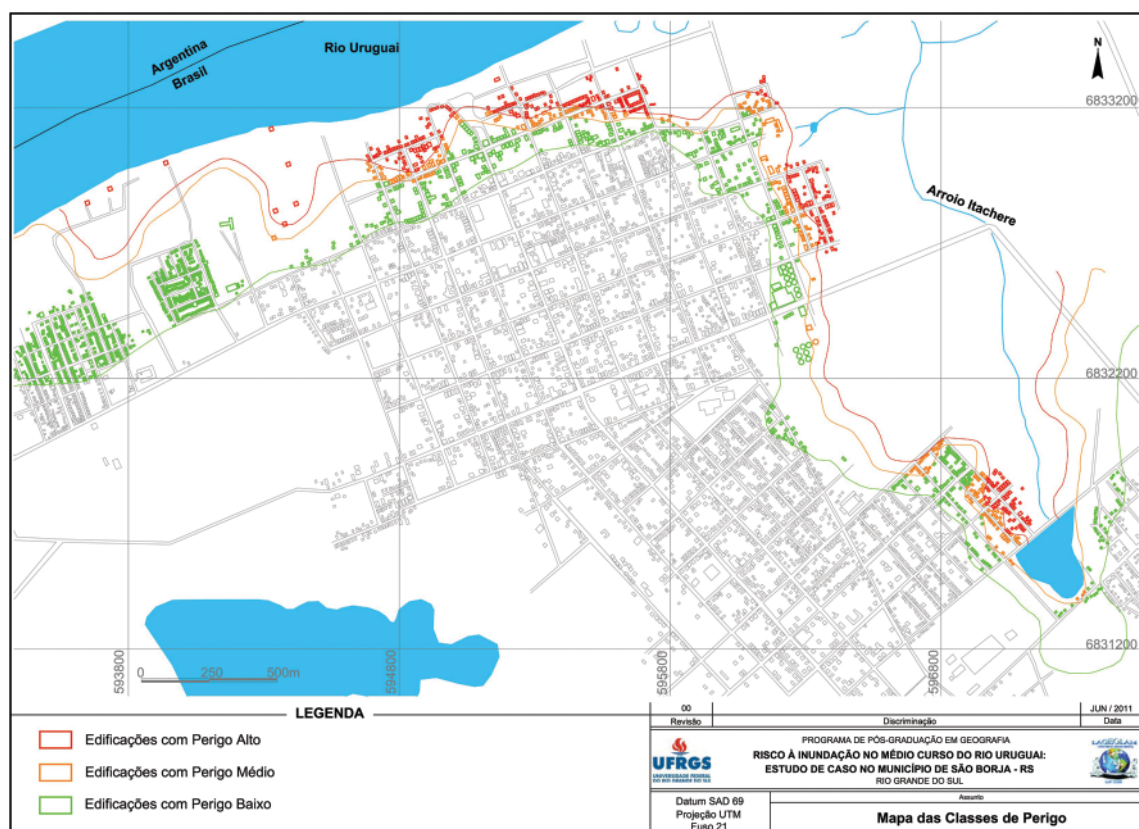 Argentina
Brasil
Rio Uruguai
N
6833200
Arroio Itachere
6832200
6831200
593800
594800
595800
596800
0 250 500m
LEGENDA
Edificações com Perigo Alto
Edificações com Perigo Médio
Edificações com Perigo Baixo
00
Revisão
Discriminação
JUN / 2011
Data
UFRGS
UNIVERSIDADE FEDERAL
DO RIO GRANDE DO SUL
PROGRAMA DE PÓS-GRADUAÇÃO EM GEOGRAFIA
RISCO À INUNDAÇÃO NO MÉDIO CURSO DO RIO URUGUAI:
ESTUDO DE CASO NO MUNICÍPIO DE SÃO BORJA - RS
RIO GRANDE DO SUL
Datum SAD 69
Projeção UTM
Fuso 21
Assunto
Mapa das Classes de Perigo